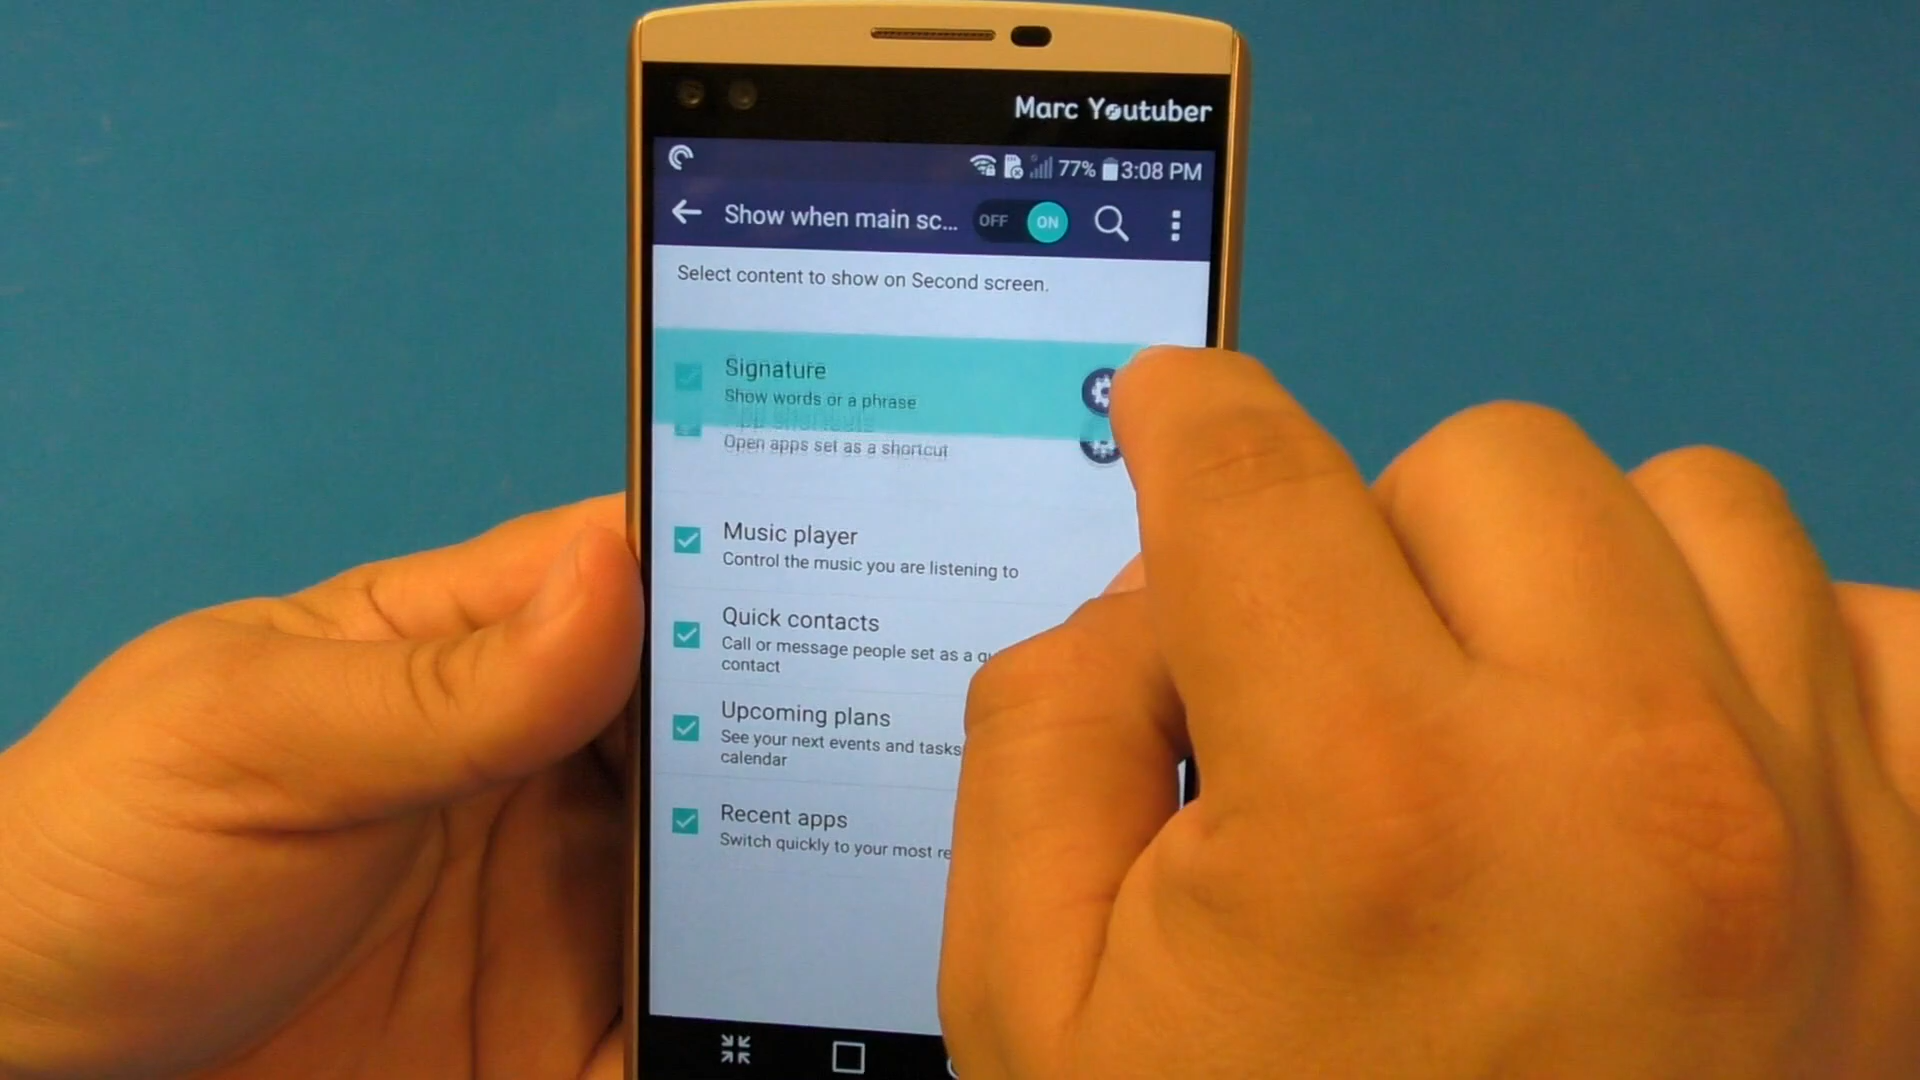 Marc Youtuber
77% 3:08 PM
Show when main sc... OFF ON
Select content to show on Second screen.
Signature
Show words or a phrase
App shortcuts
Open apps set as a shortcut
Music player
Control the music you are listening to
Quick contacts
Call or message people set as a
contact
Upcoming plans
See your next events and tasks
calendar
Recent apps
Switch quickly to your most re